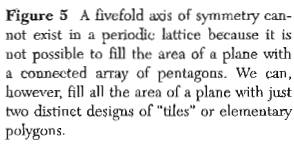 Figure 5 A fivefold axis of symmetry can-
not exist in a periodic lattice because it is
not possible to fill the area of a plane with
a connected array of pentagons. We can,
however, fill all the area of a plane with just
two distinct designs of "tiles" or elementary
polygons.